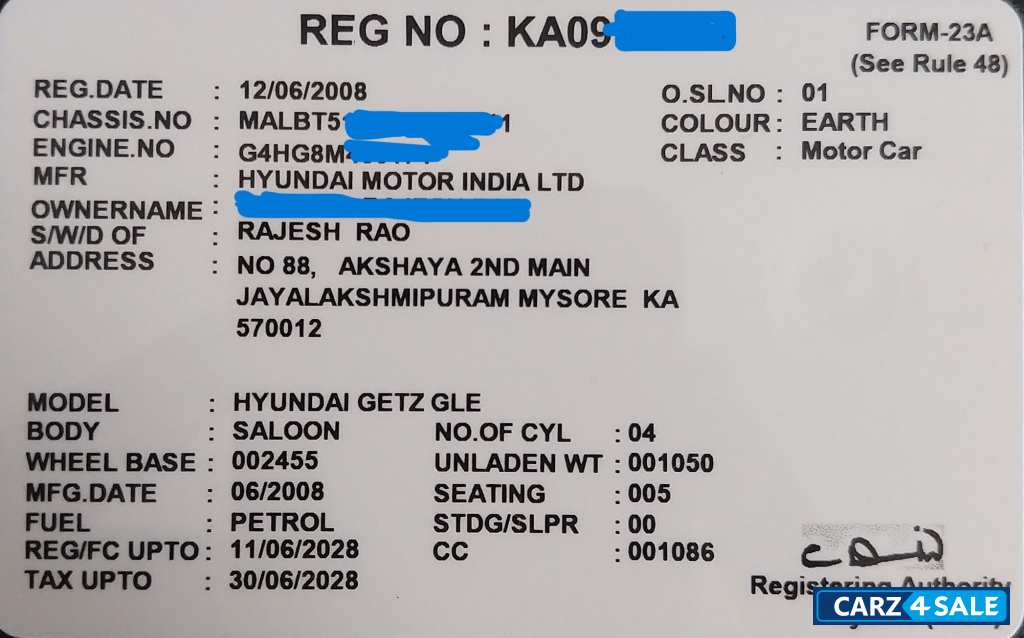 REG NO : KA09
FORM-23A
(See Rule 48)
REG.DATE : 12/06/2008 O.SL.NO : 01
CHASSIS.NO : MALBT5 1 COLOUR : EARTH
ENGINE.NO : G4HG8M CLASS : Motor Car
MFR : HYUNDAI MOTOR INDIA LTD
OWNERNAME :
S/W/D OF : RAJESH RAO
ADDRESS : NO 88, AKSHAYA 2ND MAIN
JAYALAKSHMIPURAM MYSORE KA
570012
MODEL : HYUNDAI GETZ GLE
BODY : SALOON NO.OF CYL : 04
WHEEL BASE : 002455 UNLADEN WT : 001050
MFG.DATE : 06/2008 SEATING : 005
FUEL : PETROL STDG/SLPR : 00
REG/FC UPTO : 11/06/2028 CC : 001086
TAX UPTO : 30/06/2028
Registering Authority
CARZ4SALE